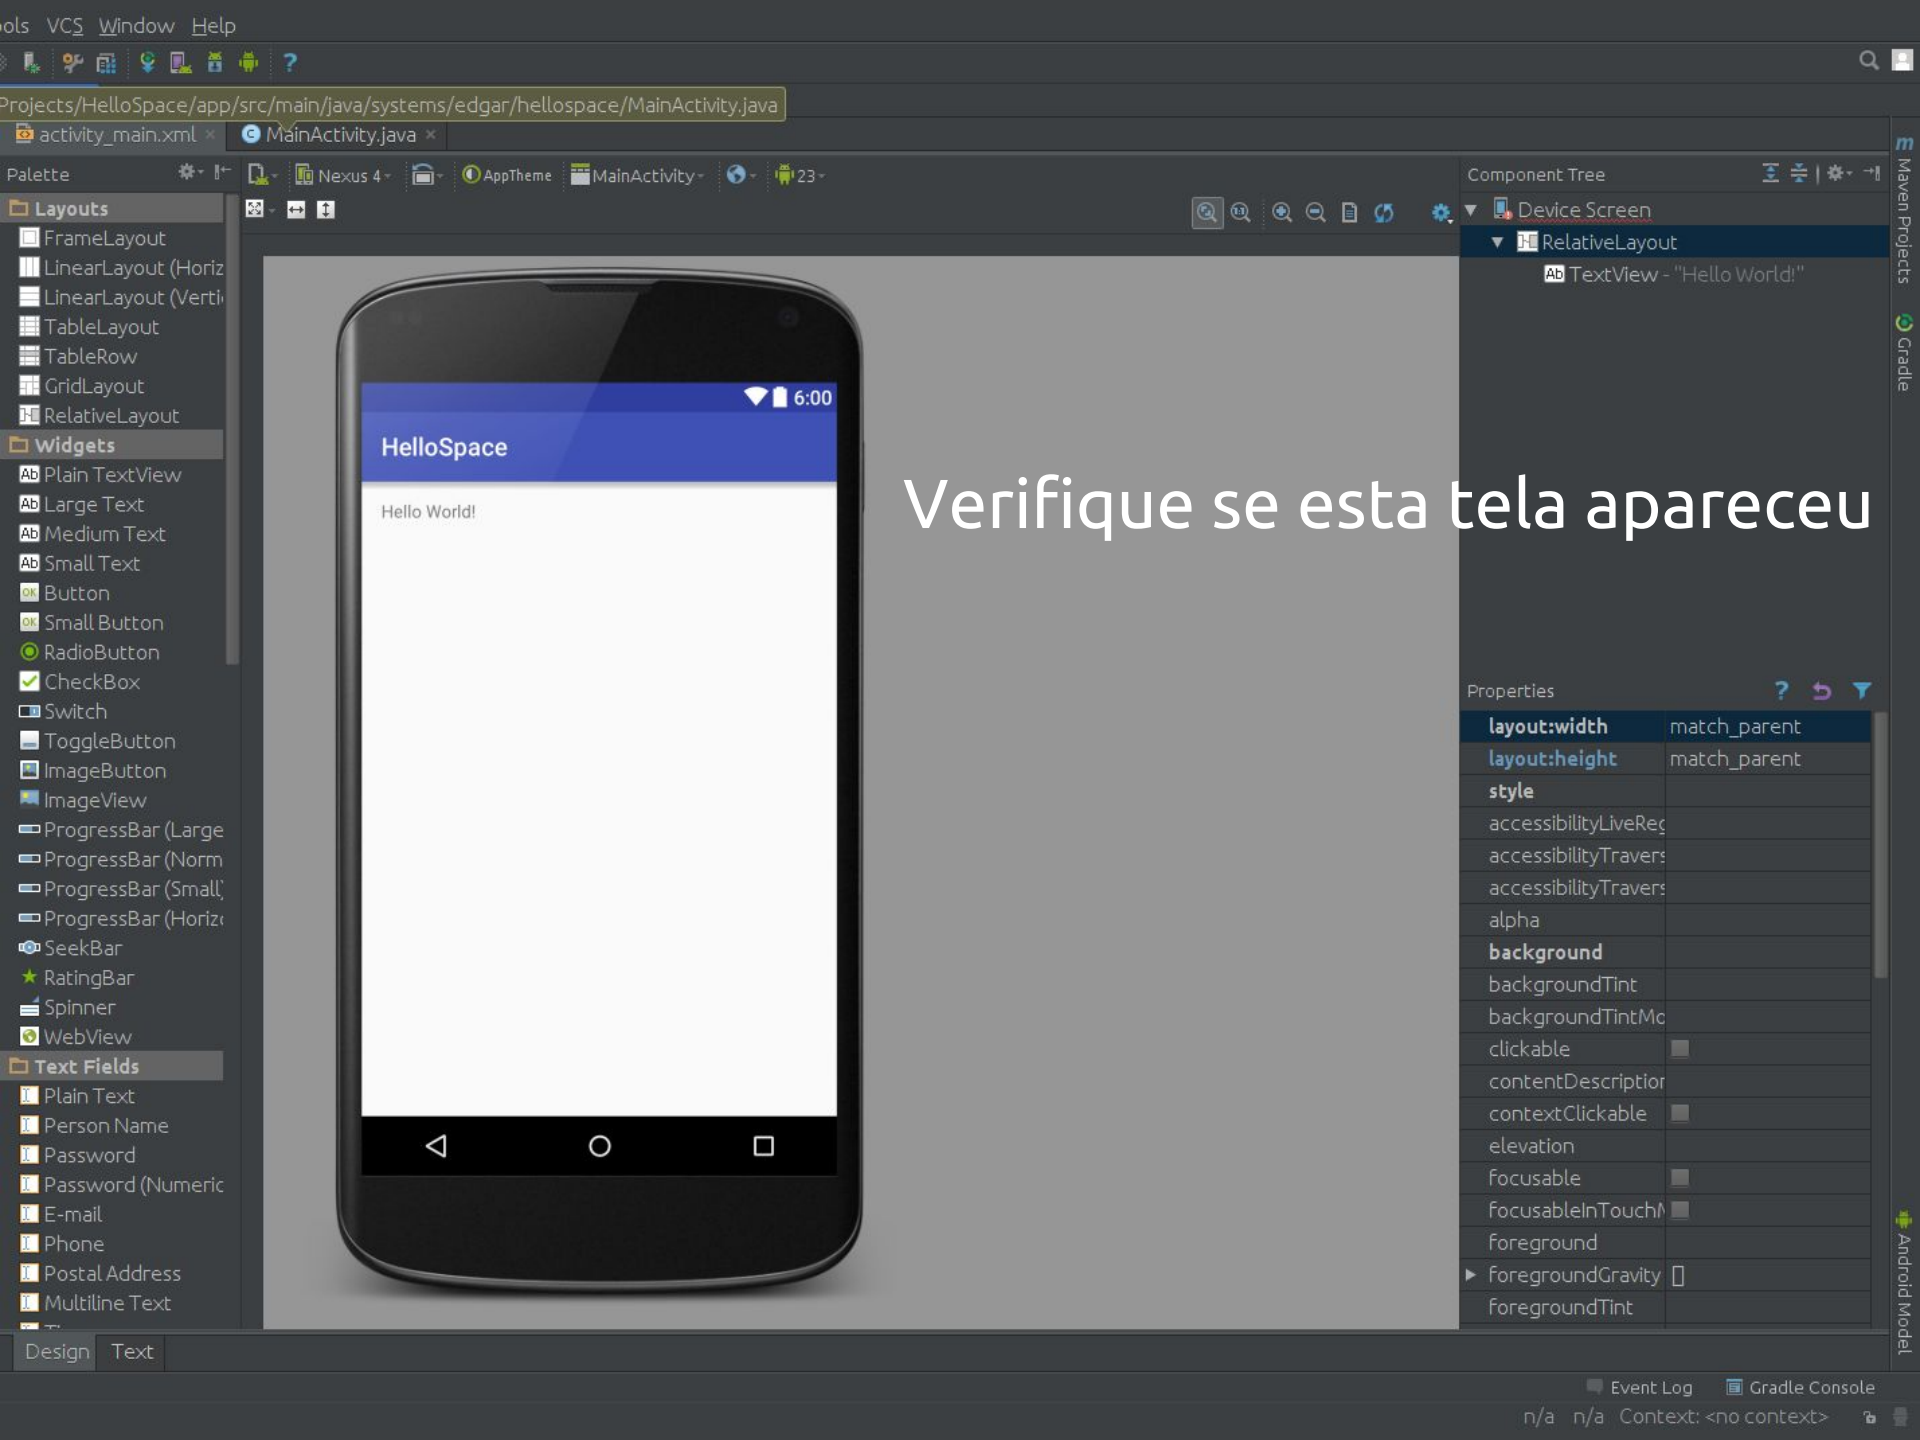 ools VCS Window Help
Projects/HelloSpace/app/src/main/java/systems/edgar/hellospace/MainActivity.java
activity_main.xml MainActivity.java
Palette
Nexus 4 AppTheme MainActivity 23
Component Tree
Layouts
FrameLayout
LinearLayout (Horiz
LinearLayout (Verti
TableLayout
TableRow
GridLayout
RelativeLayout
Widgets
Plain TextView
Large Text
Medium Text
Small Text
Button
Small Button
RadioButton
CheckBox
Switch
ToggleButton
ImageButton
ImageView
ProgressBar (Large
ProgressBar (Norm
ProgressBar (Small)
ProgressBar (Horizo
SeekBar
RatingBar
Spinner
WebView
Text Fields
Plain Text
Person Name
Password
Password (Numeric
E-mail
Phone
Postal Address
Multiline Text
6:00
HelloSpace
Hello World!
Verifique se esta tela apareceu
Device Screen
RelativeLayout
Ab TextView - "Hello World!"
Properties
layout:width match_parent
layout:height match_parent
style
accessibilityLiveReg
accessibilityTravers
accessibilityTravers
alpha
background
backgroundTint
backgroundTintMo
clickable
contentDescription
contextClickable
elevation
focusable
focusableInTouchM
foreground
foregroundGravity []
foregroundTint
Maven Projects
Gradle
Android Model
Design Text
Event Log Gradle Console
n/a n/a Context: <no context>